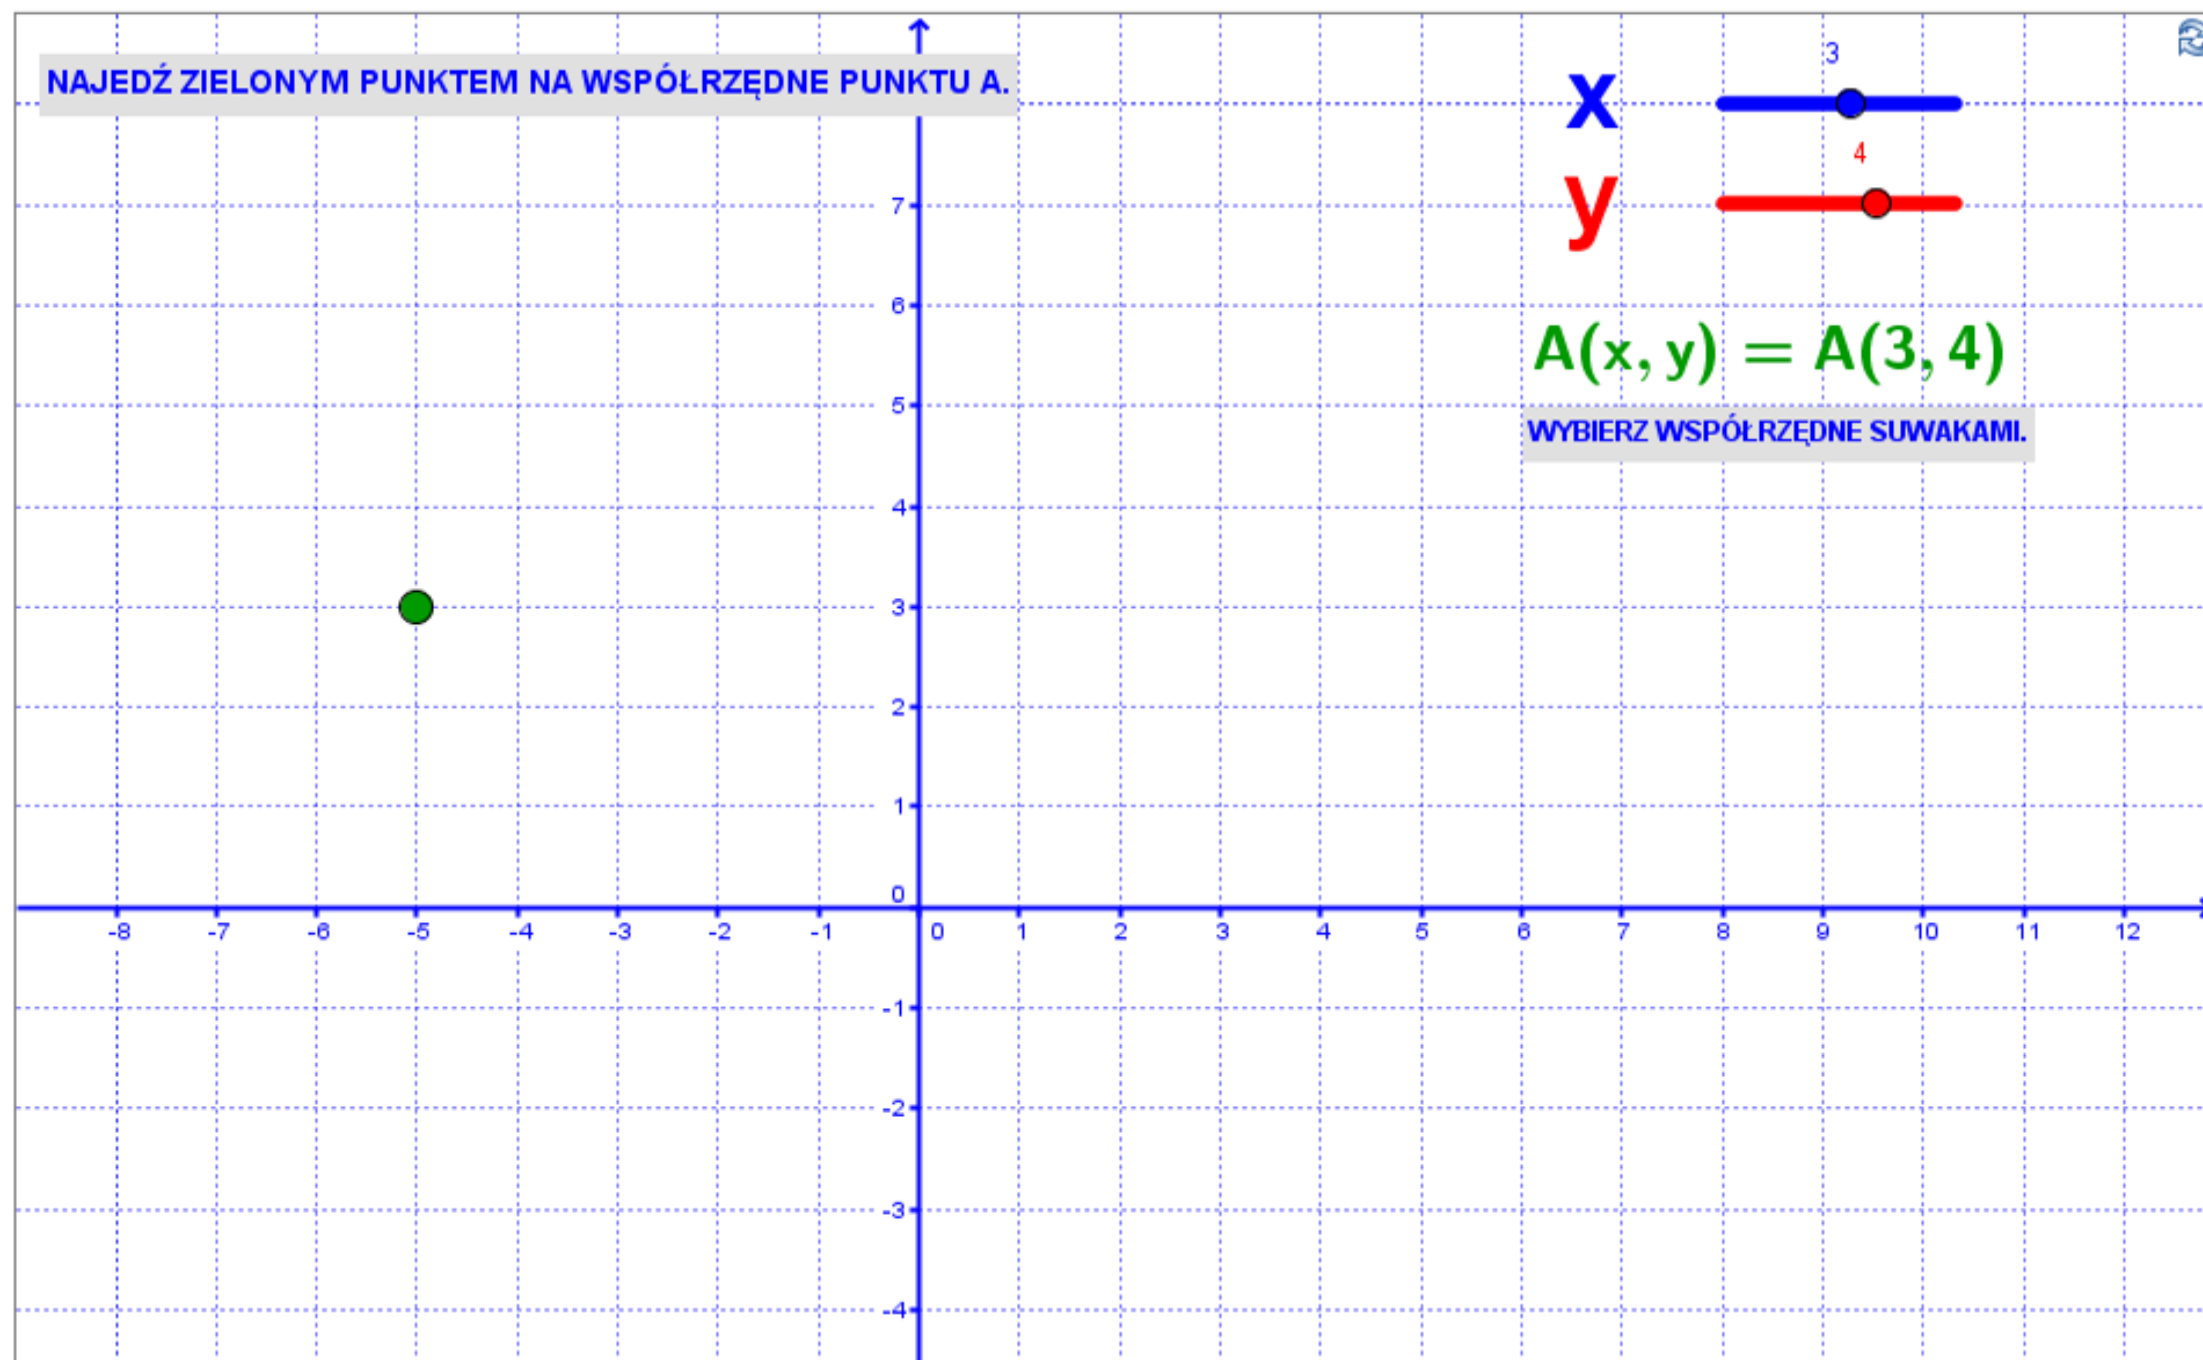 NAJEDŹ ZIELONYM PUNKTEM NA WSPÓŁRZĘDNE PUNKTU A.
3
x
4
y
A(x, y) = A(3, 4)
WYBIERZ WSPÓŁRZĘDNE SUWAKAMI.
7
6
5
4
3
2
1
0
-8 -7 -6 -5 -4 -3 -2 -1 0 1 2 3 4 5 6 7 8 9 10 11 12
-1
-2
-3
-4